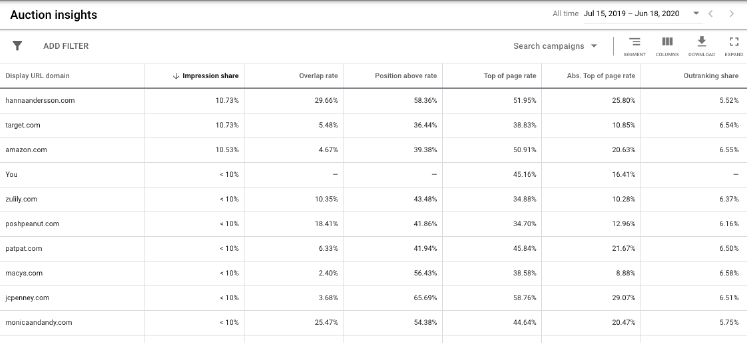 Auction insights
All time Jul 15, 2019 – Jun 18, 2020
ADD FILTER
Search campaigns
SEGMENT COLUMNS DOWNLOAD EXPAND
Display URL domain Impression share Overlap rate Position above rate Top of page rate Abs. Top of page rate Outranking share
hannaandersson.com 10.73% 29.66% 58.36% 51.95% 25.80% 5.52%
target.com 10.73% 5.48% 36.44% 38.83% 10.85% 6.54%
amazon.com 10.53% 4.67% 39.38% 50.91% 20.63% 6.55%
You < 10% — — 45.16% 16.41% —
zulily.com < 10% 10.35% 43.48% 34.88% 10.28% 6.37%
poshpeanut.com < 10% 18.41% 41.86% 34.70% 12.96% 6.16%
patpat.com < 10% 6.33% 41.94% 45.84% 21.67% 6.50%
macys.com < 10% 2.40% 56.43% 38.58% 8.88% 6.58%
jcpenney.com < 10% 3.68% 65.69% 58.76% 29.07% 6.51%
monicaandandy.com < 10% 25.47% 54.38% 44.64% 20.47% 5.75%